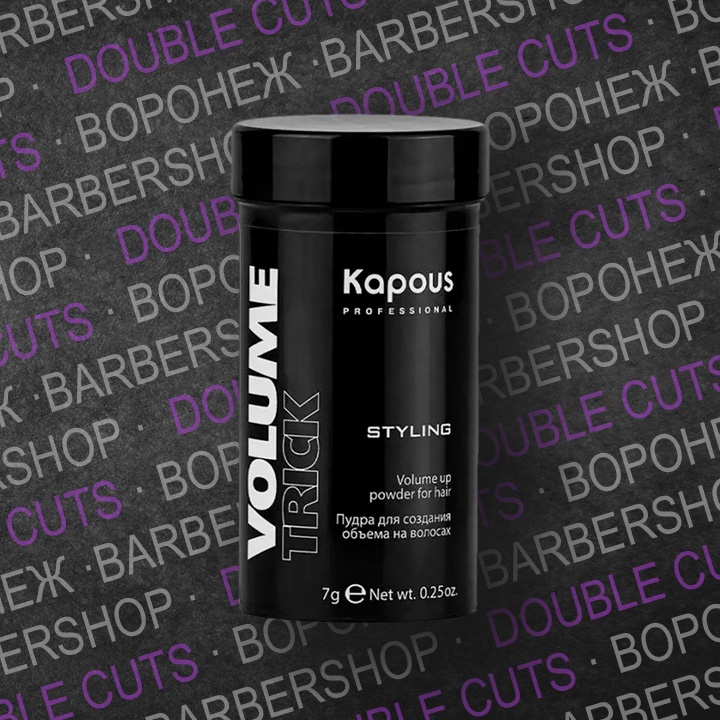 BARBERSHOP · DOUBLE CUTS · ВОРОНЕЖ ·
Kapous
PROFESSIONAL
VOLUME
TRICK
STYLING
Volume up
powder for hair
Пудра для создания
объема на волосах
7g ℮ Net wt. 0.25oz.